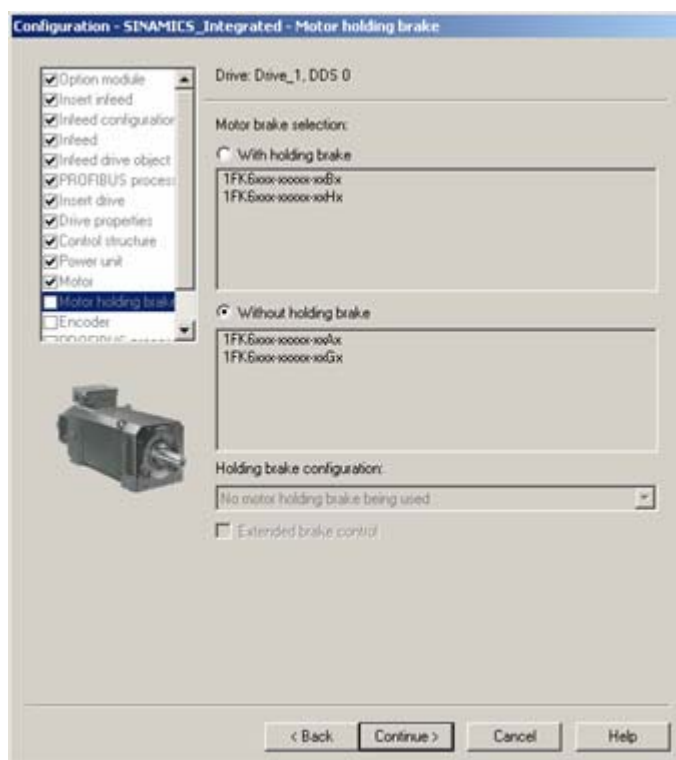 Configuration - SINAMICS_Integrated - Motor holding brake
Option module
Insert infeed
Infeed configuration
Infeed
Infeed drive object
PROFIBUS process
Insert drive
Drive properties
Control structure
Power unit
Motor
Motor holding brake
Encoder
Drive: Drive_1, DDS 0
Motor brake selection:
With holding brake
1FK6xxx-xxxxx-xxBx
1FK6xxx-xxxxx-xxHx
Without holding brake
1FK6xxx-xxxxx-xxAx
1FK6xxx-xxxxx-xxGx
Holding brake configuration:
No motor holding brake being used
Extended brake control
< Back
Continue >
Cancel
Help